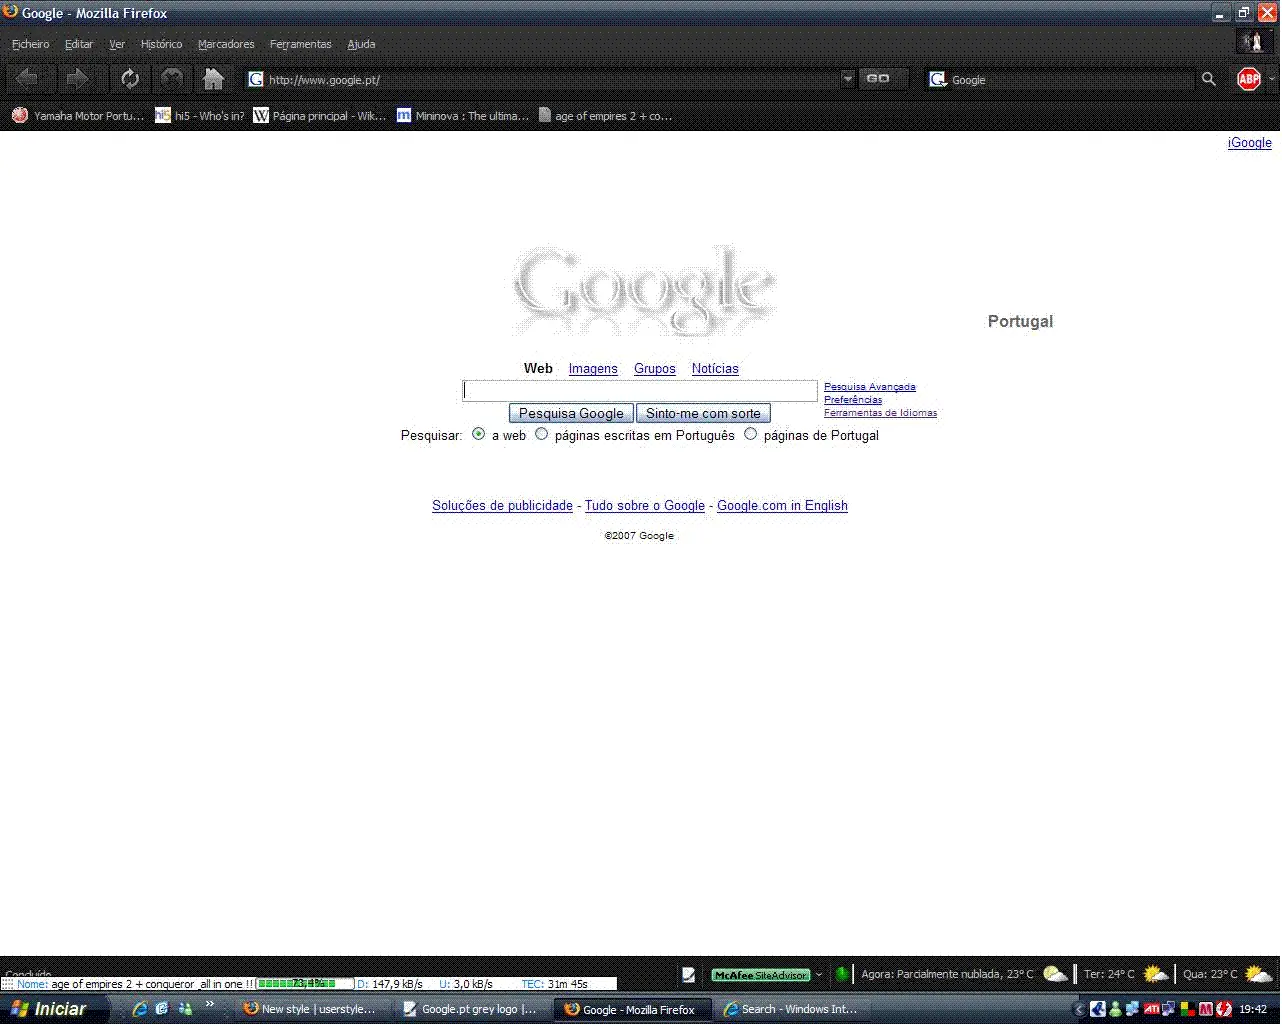 Google - Mozilla Firefox
Ficheiro Editar Ver Histórico Marcadores Ferramentas Ajuda
http://www.google.pt/ GO Google ABP
Yamaha Motor Portu... hi5 - Who's in? Página principal - Wik... Mininova : The ultima... age of empires 2 + co...
iGoogle
Google
Portugal
Web Imagens Grupos Notícias
Pesquisa Avançada
Preferências
Ferramentas de Idiomas
Pesquisa Google Sinto-me com sorte
Pesquisar: a web páginas escritas em Português páginas de Portugal
Soluções de publicidade - Tudo sobre o Google - Google.com in English
©2007 Google
Concluído
McAfee SiteAdvisor Agora: Parcialmente nublada, 23° C Ter: 24° C Qua: 23° C
Nome: age of empires 2 + conqueror _all in one !! 73,4% D: 147,9 kB/s U: 3,0 kB/s TEC: 31m 45s
Iniciar New style | userstyle... Google.pt grey logo |... Google - Mozilla Firefox Search - Windows Int... ATI 19:42